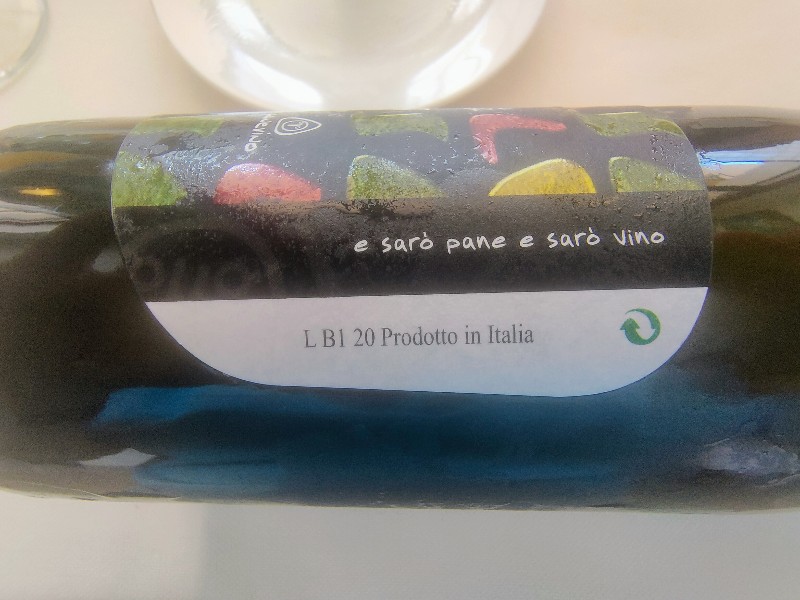 e sarò pane e sarò vino
L B1 20 Prodotto in Italia